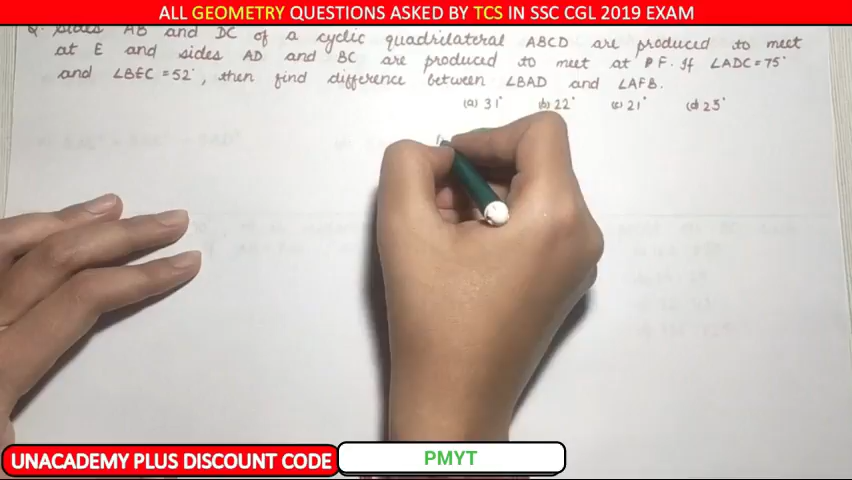 ALL GEOMETRY QUESTIONS ASKED BY TCS IN SSC CGL 2019 EXAM
Q. Sides AB and DC of a cyclic quadrilateral ABCD are produced to meet
at E and sides AD and BC are produced to meet at F. If ∠ADC = 75°
and ∠BEC = 52°, then find difference between ∠BAD and ∠AFB.
(a) 31° (b) 22° (c) 21° (d) 23°
UNACADEMY PLUS DISCOUNT CODE PMYT